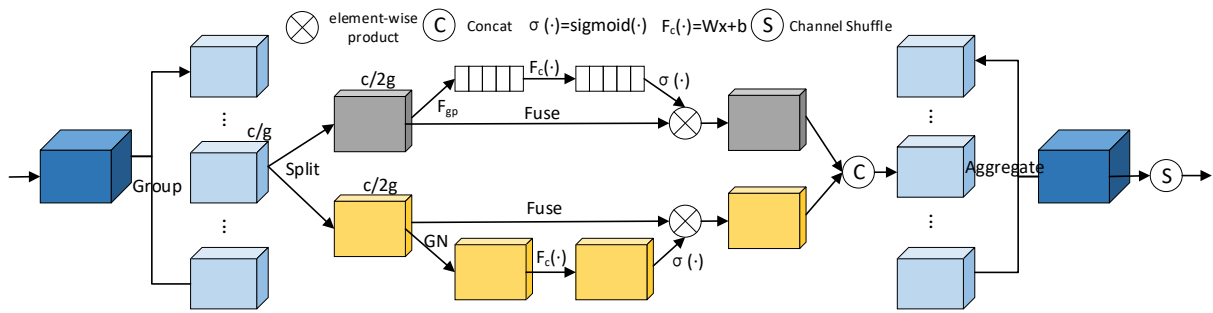 element-wise
product
C
Concat
σ (·)=sigmoid(·)
F_c(·)=Wx+b
S
Channel Shuffle
c/2g
F_c(·)
σ (·)
F_gp
Fuse
c/g
Group
Split
C
Aggregate
S
c/2g
Fuse
GN
F_c(·)
σ (·)